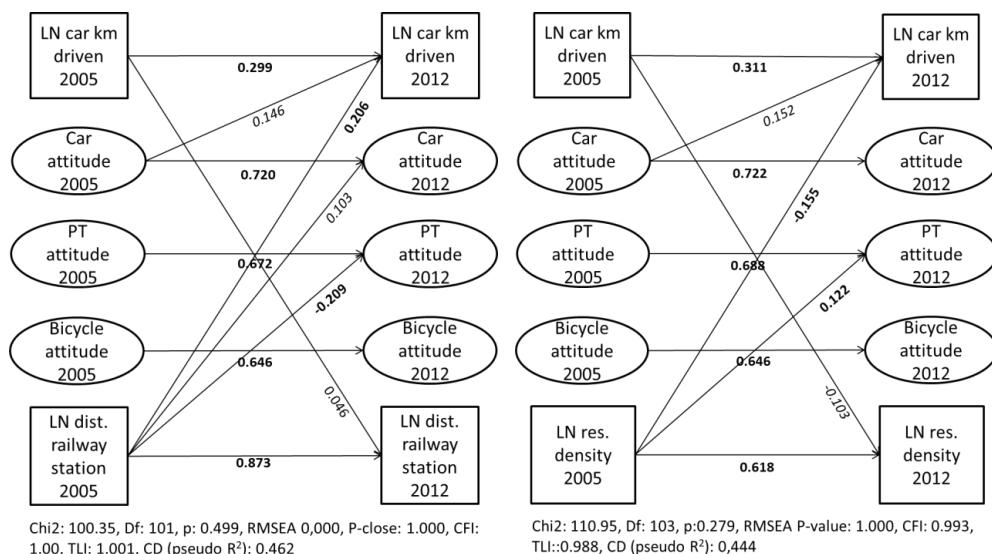 LN car km
driven
2005
LN car km
driven
2012
0.299
0.146
0.206
Car
attitude
2005
Car
attitude
2012
0.720
0.103
PT
attitude
2005
PT
attitude
2012
0.672
-0.209
Bicycle
attitude
2005
Bicycle
attitude
2012
0.646
0.046
LN dist.
railway
station
2005
LN dist.
railway
station
2012
0.873
Chi2: 100.35, Df: 101, p: 0.499, RMSEA 0,000, P-close: 1.000, CFI:
1.00, TLI: 1.001, CD (pseudo R²): 0,462
LN car km
driven
2005
LN car km
driven
2012
0.311
0.152
Car
attitude
2005
Car
attitude
2012
0.722
-0.155
PT
attitude
2005
PT
attitude
2012
0.688
0.122
Bicycle
attitude
2005
Bicycle
attitude
2012
0.646
-0.103
LN res.
density
2005
LN res.
density
2012
0.618
Chi2: 110.95, Df: 103, p:0.279, RMSEA P-value: 1.000, CFI: 0.993,
TLI::0.988, CD (pseudo R²): 0,444